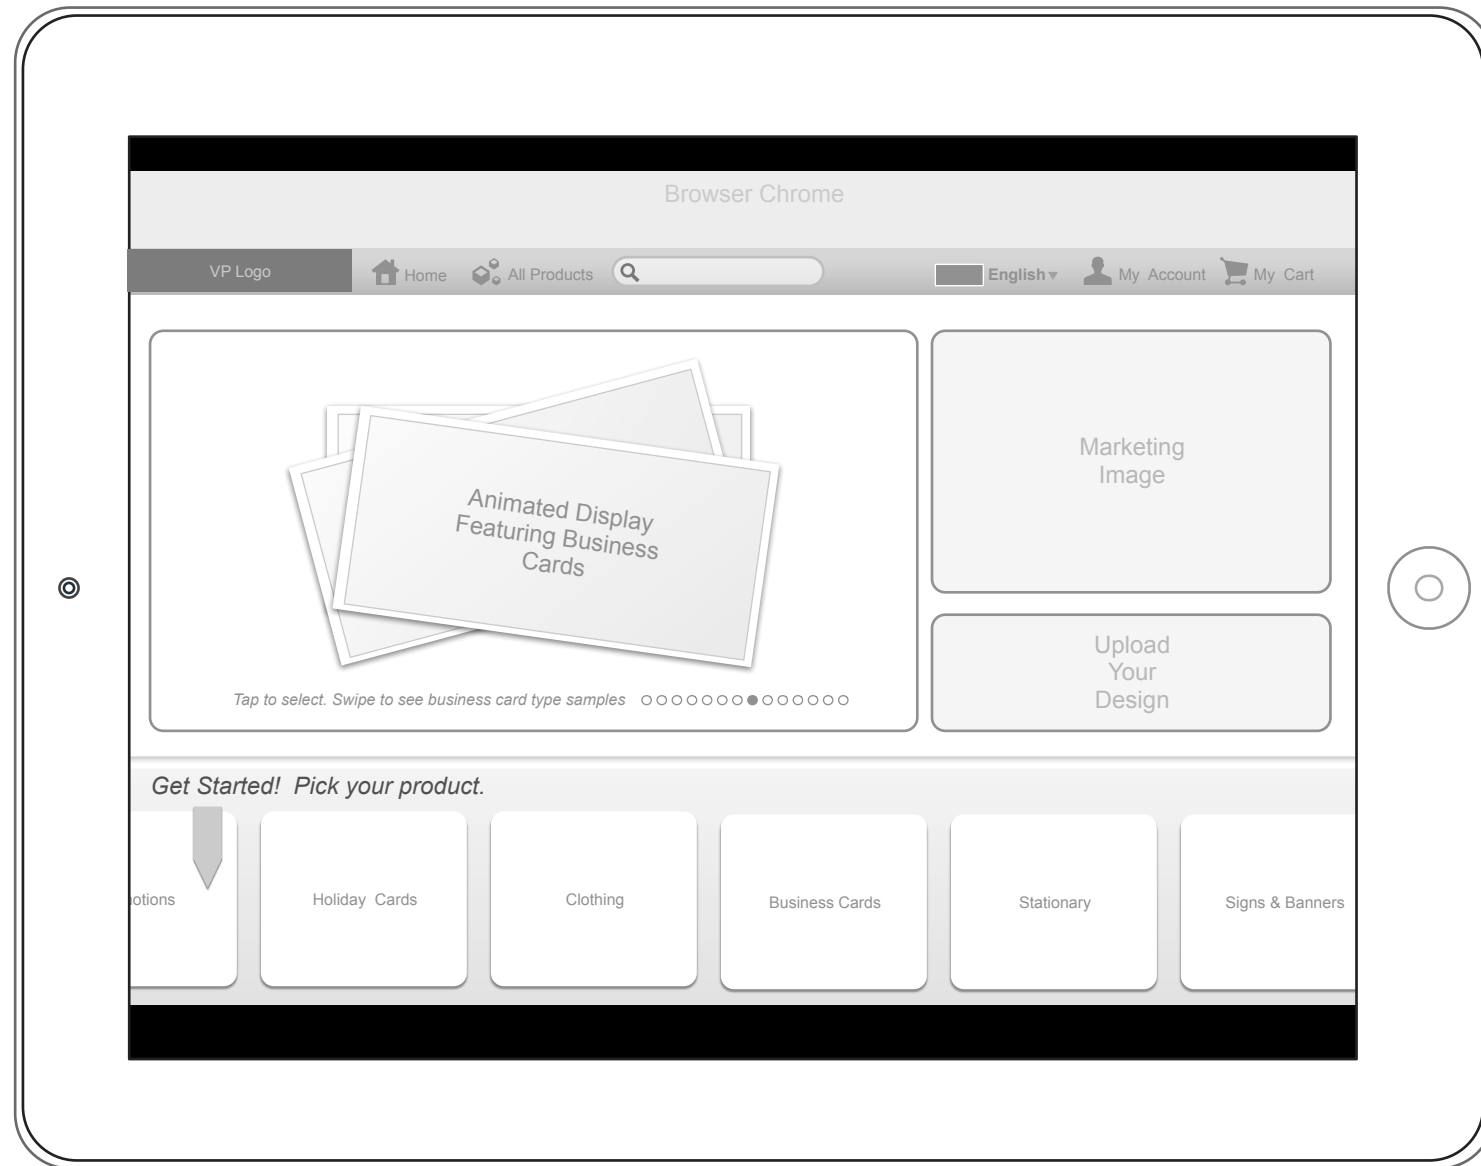 Browser Chrome
VP Logo
Home
All Products
English
My Account
My Cart
Animated Display
Featuring Business
Cards
Tap to select. Swipe to see business card type samples
Marketing
Image
Upload
Your
Design
Get Started! Pick your product.
otions
Holiday Cards
Clothing
Business Cards
Stationary
Signs & Banners